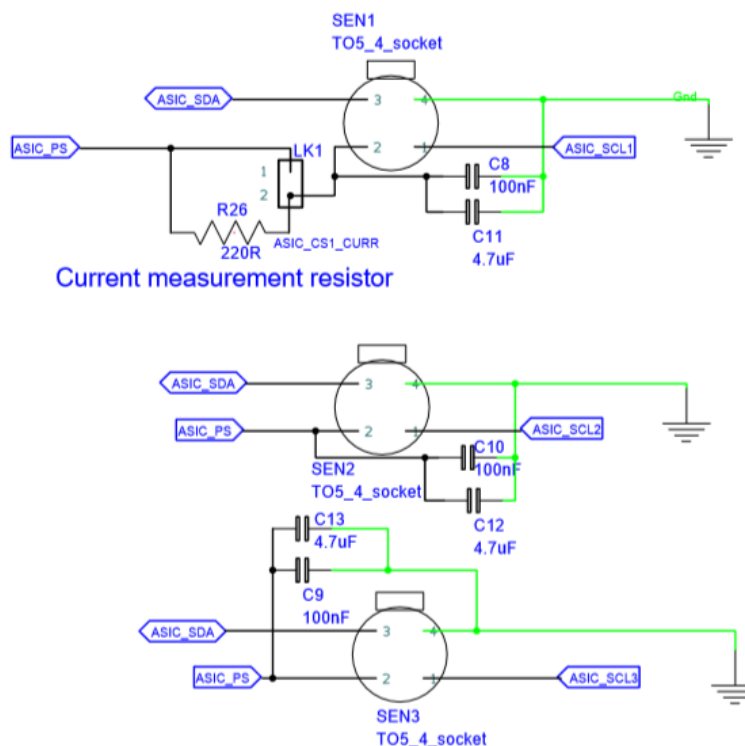 SEN1
TO5_4_socket
ASIC_SDA
3
4
Gnd
ASIC_PS
LK1
2
1
ASIC_SCL1
1
C8
2
100nF
R26
C11
220R
ASIC_CS1_CURR
4.7uF
Current measurement resistor
ASIC_SDA
3
4
ASIC_PS
2
1
ASIC_SCL2
C10
SEN2
100nF
TO5_4_socket
C13
C12
4.7uF
4.7uF
C9
100nF
ASIC_SDA
3
4
ASIC_PS
2
1
ASIC_SCL3
SEN3
TO5_4_socket